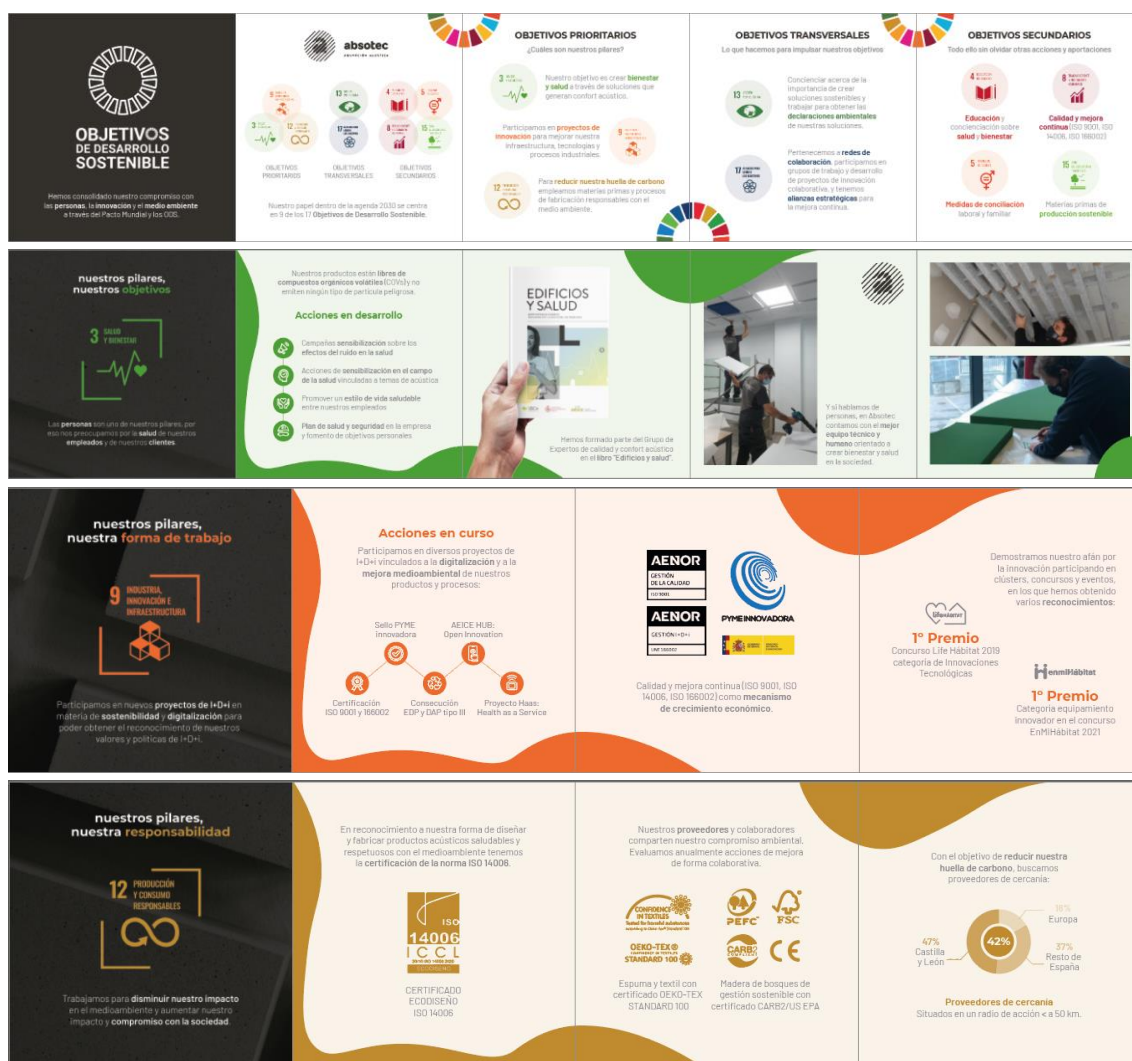 OBJETIVOS
DE DESARROLLO
SOSTENIBLE
Hemos consolidado nuestro compromiso con
las personas, la innovación y el medio ambiente
a través del Pacto Mundial y los ODS.
absotec
OBJETIVOS
PRIORITARIOS
OBJETIVOS
TRANSVERSALES
OBJETIVOS
SECUNDARIOS
Nuestro papel dentro de la agenda 2030 se centra
en 9 de los 17 Objetivos de Desarrollo Sostenible.
OBJETIVOS PRIORITARIOS
¿Cuáles son nuestros pilares?
3
Nuestro objetivo es crear bienestar
y salud a través de soluciones que
generan confort acústico.
Participamos en proyectos de
innovación para mejorar nuestra
infraestructura, tecnologías y
procesos industriales.
9
12
Para reducir nuestra huella de carbono
empleamos materias primas y procesos
de fabricación responsables con el
medio ambiente.
OBJETIVOS TRANSVERSALES
Lo que hacemos para impulsar nuestros objetivos
13
Concienciar acerca de la
importancia de crear
soluciones sostenibles y
trabajar para obtener las
declaraciones ambientales
de nuestras soluciones.
17
Pertenecemos a redes de
colaboración, participamos en
grupos de trabajo y desarrollo
de proyectos de innovación
colaborativa, y tenemos
alianzas estratégicas para
la mejora continua.
OBJETIVOS SECUNDARIOS
Todo ello sin olvidar otras acciones y aportaciones
4
Educación y
concienciación sobre
salud y bienestar
8
Calidad y mejora
continua (ISO 9001, ISO
14006, ISO 166002)
5
Medidas de conciliación
laboral y familiar
15
Materias primas de
producción sostenible
nuestros pilares,
nuestros objetivos
3 SALUD
Y BIENESTAR
Las personas son uno de nuestros pilares, por
eso nos preocupamos por la salud de nuestros
empleados y de nuestros clientes.
Nuestros productos están libres de
compuestos orgánicos volátiles (COVs) y no
emiten ningún tipo de partícula peligrosa.
Acciones en desarrollo
Campañas sensibilización sobre los
efectos del ruido en la salud
Acciones de sensibilización en el campo
de la salud vinculadas a temas de acústica
Promover un estilo de vida saludable
entre nuestros empleados
Plan de salud y seguridad en la empresa
y fomento de objetivos personales
EDIFICIOS
Y SALUD
Hemos formado parte del Grupo de
Expertos de calidad y confort acústico
en el libro "Edificios y salud".
Y si hablamos de
personas, en Absotec
contamos con el mejor
equipo técnico y
humano orientado a
crear bienestar y salud
en la sociedad.
nuestros pilares,
nuestra forma de trabajo
9 INDUSTRIA,
INNOVACIÓN E
INFRAESTRUCTURA
Participamos en nuevos proyectos de I+D+i en
materia de sostenibilidad y digitalización para
poder obtener el reconocimiento de nuestros
valores y políticas de I+D+i.
Acciones en curso
Participamos en diversos proyectos de
I+D+i vinculados a la digitalización y a la
mejora medioambiental de nuestros
productos y procesos:
Sello PYME
innovadora
AEICE HUB:
Open Innovation
Certificación
ISO 9001 y 166002
Consecución
EDP y DAP tipo III
Proyecto Haas:
Health as a Service
AENOR
GESTIÓN
DE LA CALIDAD
ISO 9001
AENOR
GESTIÓN I+D+i
UNE 166002
PYME INNOVADORA
Calidad y mejora continua (ISO 9001, ISO
14006, ISO 166002) como mecanismo
de crecimiento económico.
Demostramos nuestro afán por
la Innovación participando en
clústers, concursos y eventos,
en los que hemos obtenido
varios reconocimientos:
1º Premio
Concurso Life Hábitat 2019
categoría de Innovaciones
Tecnológicas
enmiHábitat
1º Premio
Categoría equipamiento
Innovador en el concurso
EnMiHábitat 2021
nuestros pilares,
nuestra responsabilidad
12 PRODUCCIÓN
Y CONSUMO
RESPONSABLES
Trabajamos para disminuir nuestro impacto
en el medioambiente y aumentar nuestro
impacto y compromiso con la sociedad.
En reconocimiento a nuestra forma de diseñar
y fabricar productos acústicos saludables y
respetuosos con el medioambiente tenemos
la certificación de la norma ISO 14006.
ISO
14006
ICCL
ECODISEÑO
CERTIFICADO
ECODISEÑO
ISO 14006
Nuestros proveedores y colaboradores
comparten nuestro compromiso ambiental.
Evaluamos anualmente acciones de mejora
de forma colaborativa.
CONFIDENCE
IN TEXTILES
OEKO-TEX®
STANDARD 100
PEFC
FSC
CARB2
CE
Espuma y textil con
certificado OEKO-TEX
STANDARD 100
Madera de bosques de
gestión sostenible con
certificado CARB2/US EPA
Con el objetivo de reducir nuestra
huella de carbono, buscamos
proveedores de cercanía:
Europa
47%
Castilla
y León
42%
37%
Resto de
España
Proveedores de cercanía
Situados en un radio de acción < a 50 km.